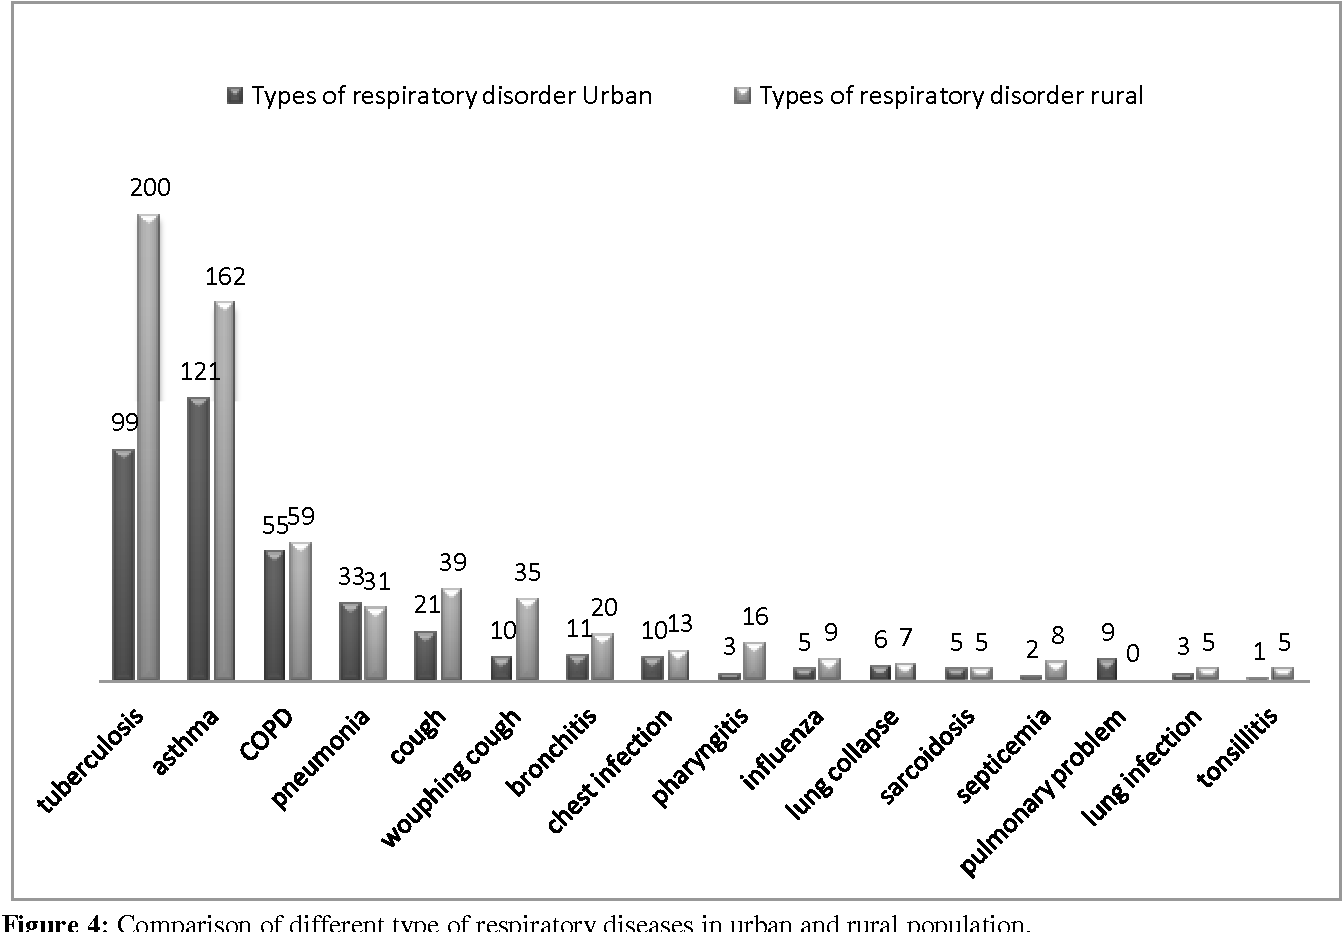 Types of respiratory disorder Urban Types of respiratory disorder rural
200
162
121
99
55 59
33 31
21 39
10 35
11 20
10 13
3 16
5 9
6 7
5 5
2 8
9 0
3 5
1 5
tuberculosis
asthma
COPD
pneumonia
cough
wouphing cough
bronchitis
chest infection
pharyngitis
influenza
lung collapse
sarcoidosis
septicemia
pulmonary problem
lung infection
tonsillitis
Figure 4: Comparison of different type of respiratory diseases in urban and rural population.